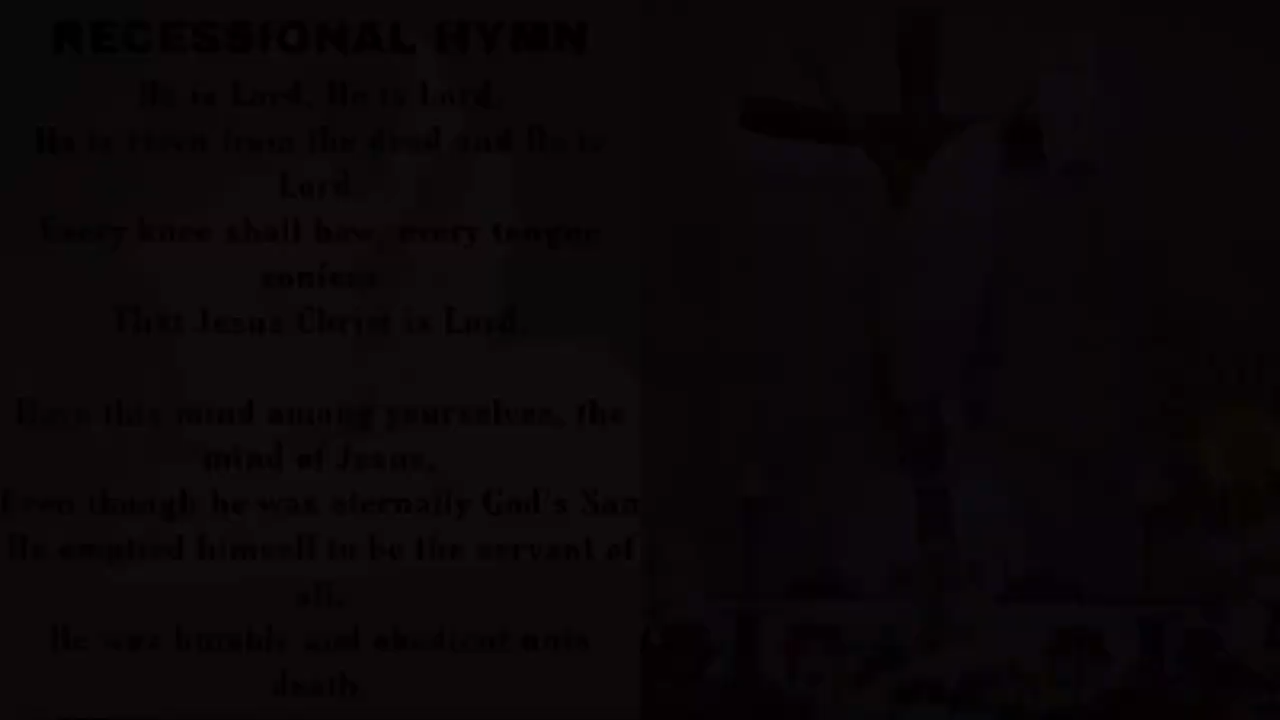 RECESSIONAL HYMN
He is Lord, He is Lord,
He is risen from the dead and He is
Lord
Every knee shall bow, every tongue
confess
That Jesus Christ is Lord.
Have this mind among yourselves, the
mind of Jesus,
Even though he was eternally God's Son
He emptied himself to be the servant of
all.
He was humble and obedient unto
death